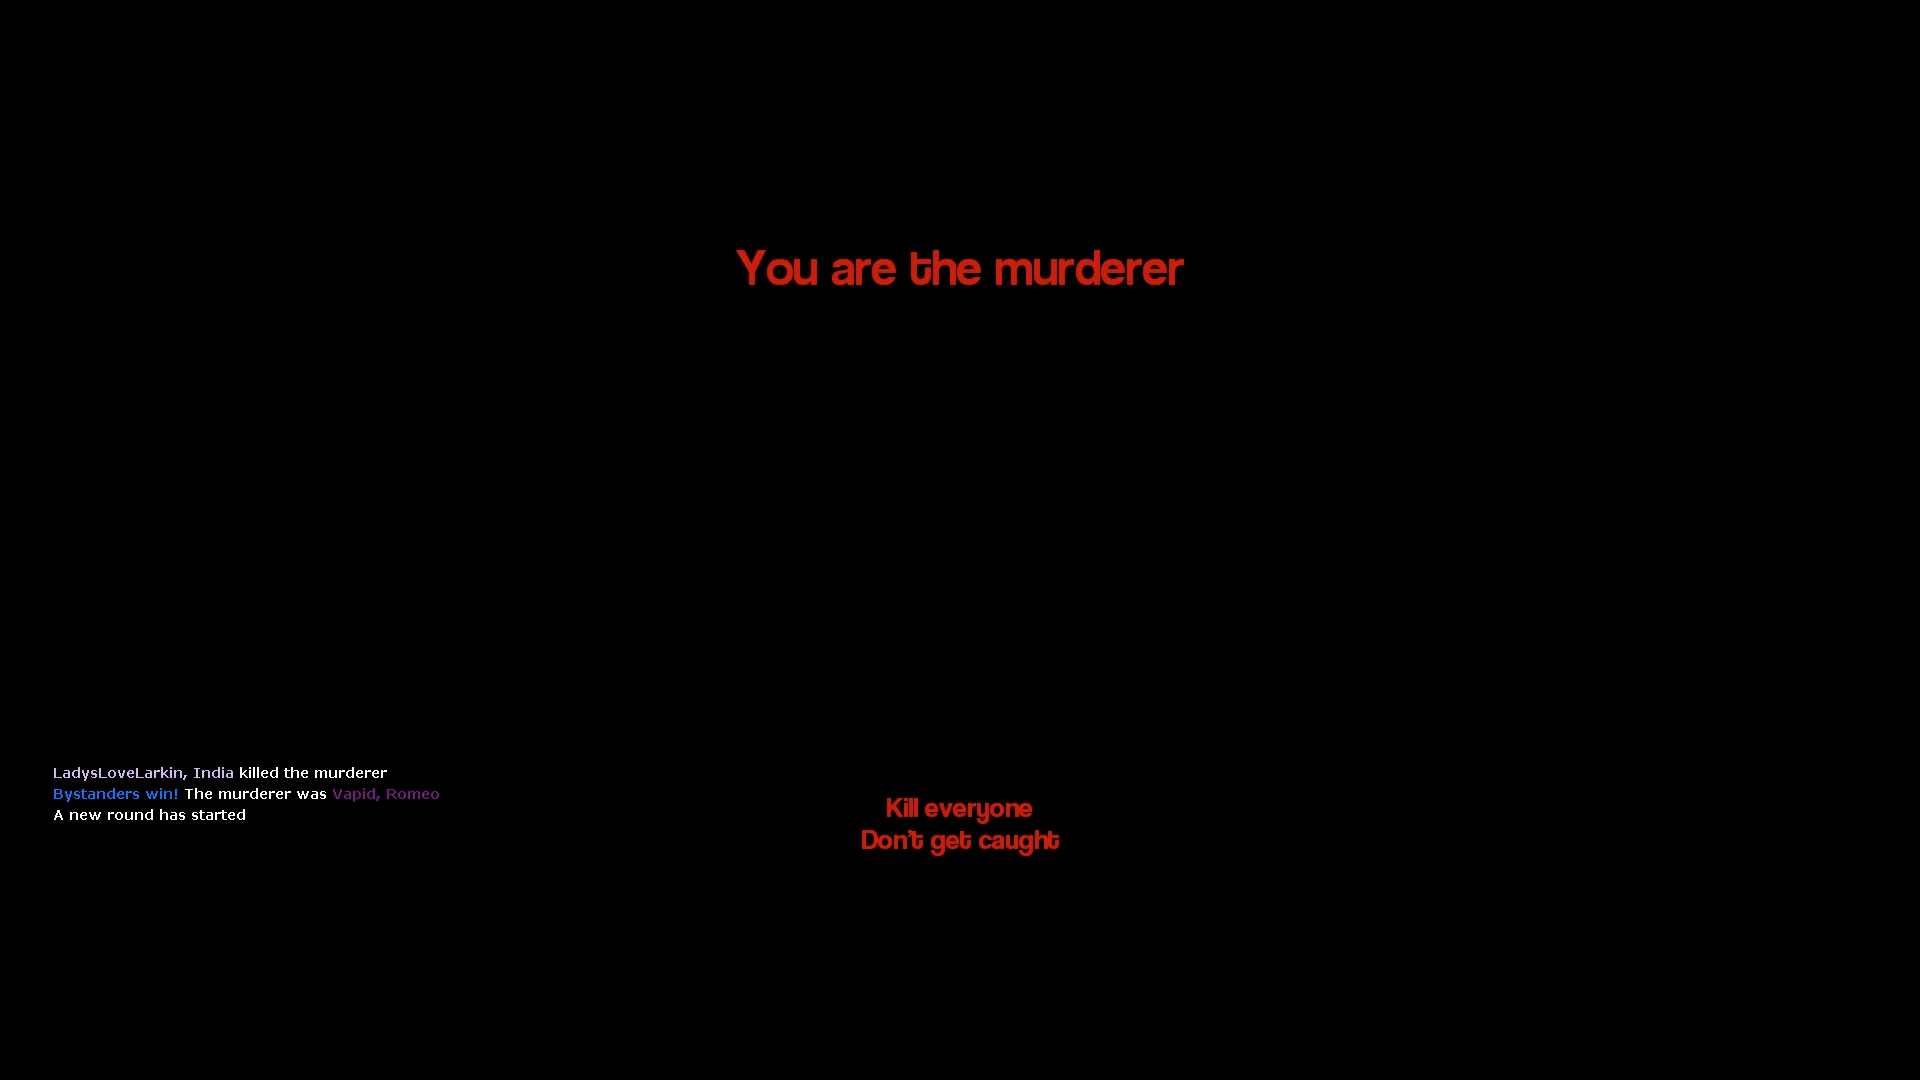 You are the murderer
LadysLoveLarkin, India killed the murderer
Bystanders win! The murderer was Vapid, Romeo
A new round has started
Kill everyone
Don't get caught